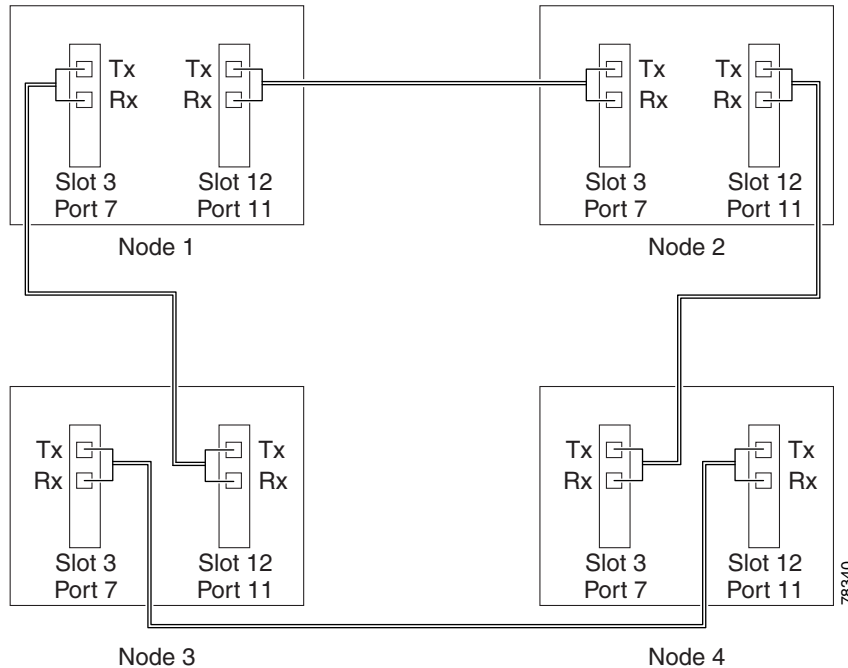 Tx Tx Tx Tx
Rx Rx Rx Rx
Slot 3 Slot 12 Slot 3 Slot 12
Port 7 Port 11 Port 7 Port 11
Node 1 Node 2
Tx Tx Tx Tx
Rx Rx Rx Rx
Slot 3 Slot 12 Slot 3 Slot 12
Port 7 Port 11 Port 7 Port 11
78340
Node 3 Node 4